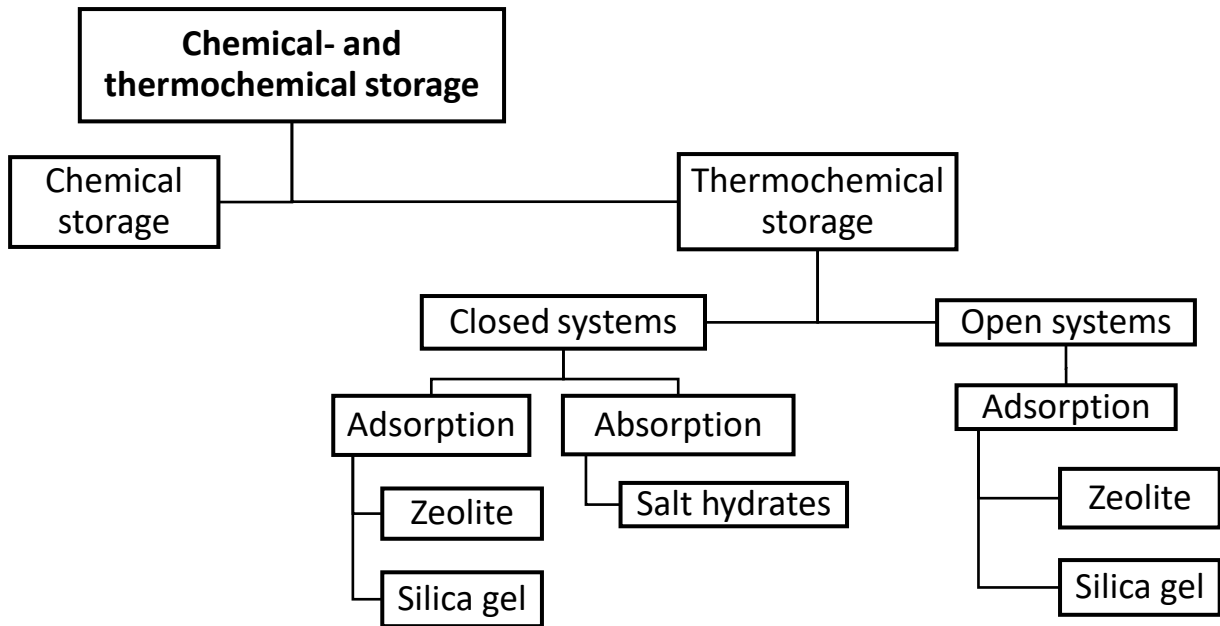 Chemical- and
thermochemical storage
Chemical
storage
Thermochemical
storage
Closed systems
Open systems
Adsorption
Absorption
Adsorption
Zeolite
Salt hydrates
Zeolite
Silica gel
Silica gel